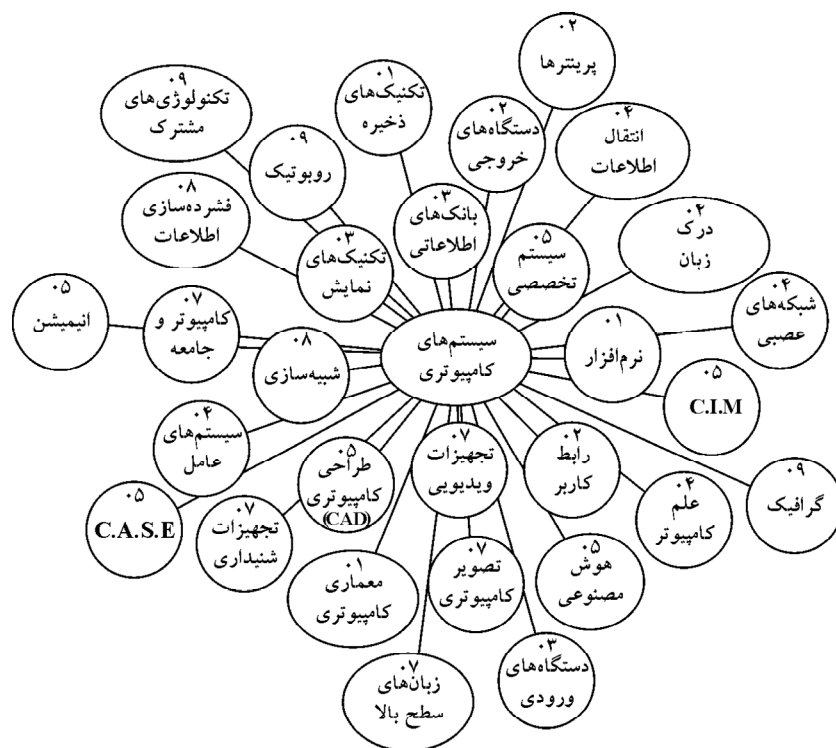 ۰۲
پرینترها
۰۹
تکنولوژی‌های
مشترک
۰۱
تکنیک‌های
ذخیره
۰۲
دستگاه‌های
خروجی
۰۴
انتقال
اطلاعات
۰۹
روبوتیک
۰۸
فشرده‌سازی
اطلاعات
۰۳
بانک‌های
اطلاعاتی
۰۲
درک
زبان
۰۳
تکنیک‌های
نمایش
۰۵
سیستم
تخصصی
۰۵
انیمیشن
۰۷
کامپیوتر و
جامعه
۰۴
شبکه‌های
عصبی
سیستم‌های
کامپیوتری
۰۱
نرم‌افزار
۰۸
شبیه‌سازی
۰۵
C.I.M
۰۴
سیستم‌های
عامل
۰۵
طراحی
کامپیوتری
(CAD)
۰۷
تجهیزات
ویدیویی
۰۲
رابط
کاربر
۰۹
گرافیک
۰۵
C.A.S.E
۰۷
تجهیزات
شنیداری
۰۴
علم
کامپیوتر
۰۱
معماری
کامپیوتری
۰۷
تصویر
کامپیوتری
۰۵
هوش
مصنوعی
۰۷
زبان‌های
سطح بالا
۰۳
دستگاه‌های
ورودی